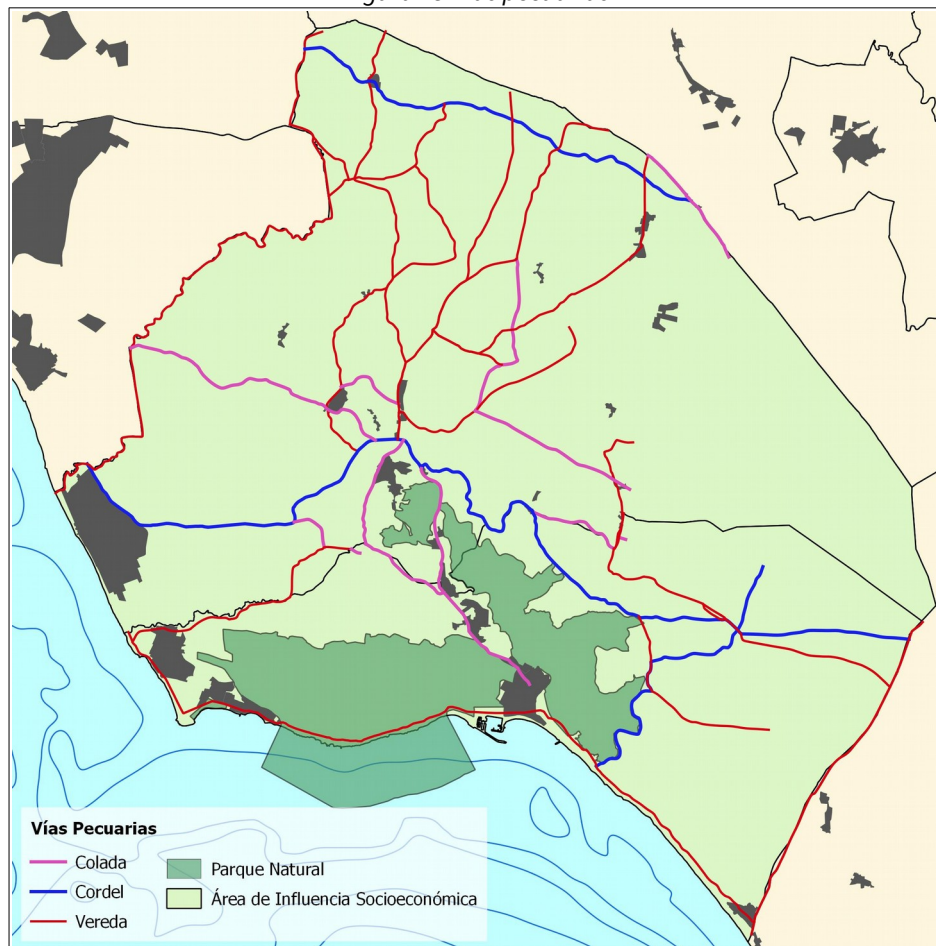 Vías Pecuarias
Colada
Cordel
Vereda
Parque Natural
Área de Influencia Socioeconómica